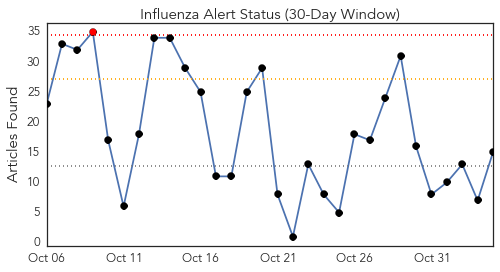 Influenza Alert Status (30-Day Window)
Articles Found
35
30
25
20
15
10
5
0
Oct 06 Oct 11 Oct 16 Oct 21 Oct 26 Oct 31